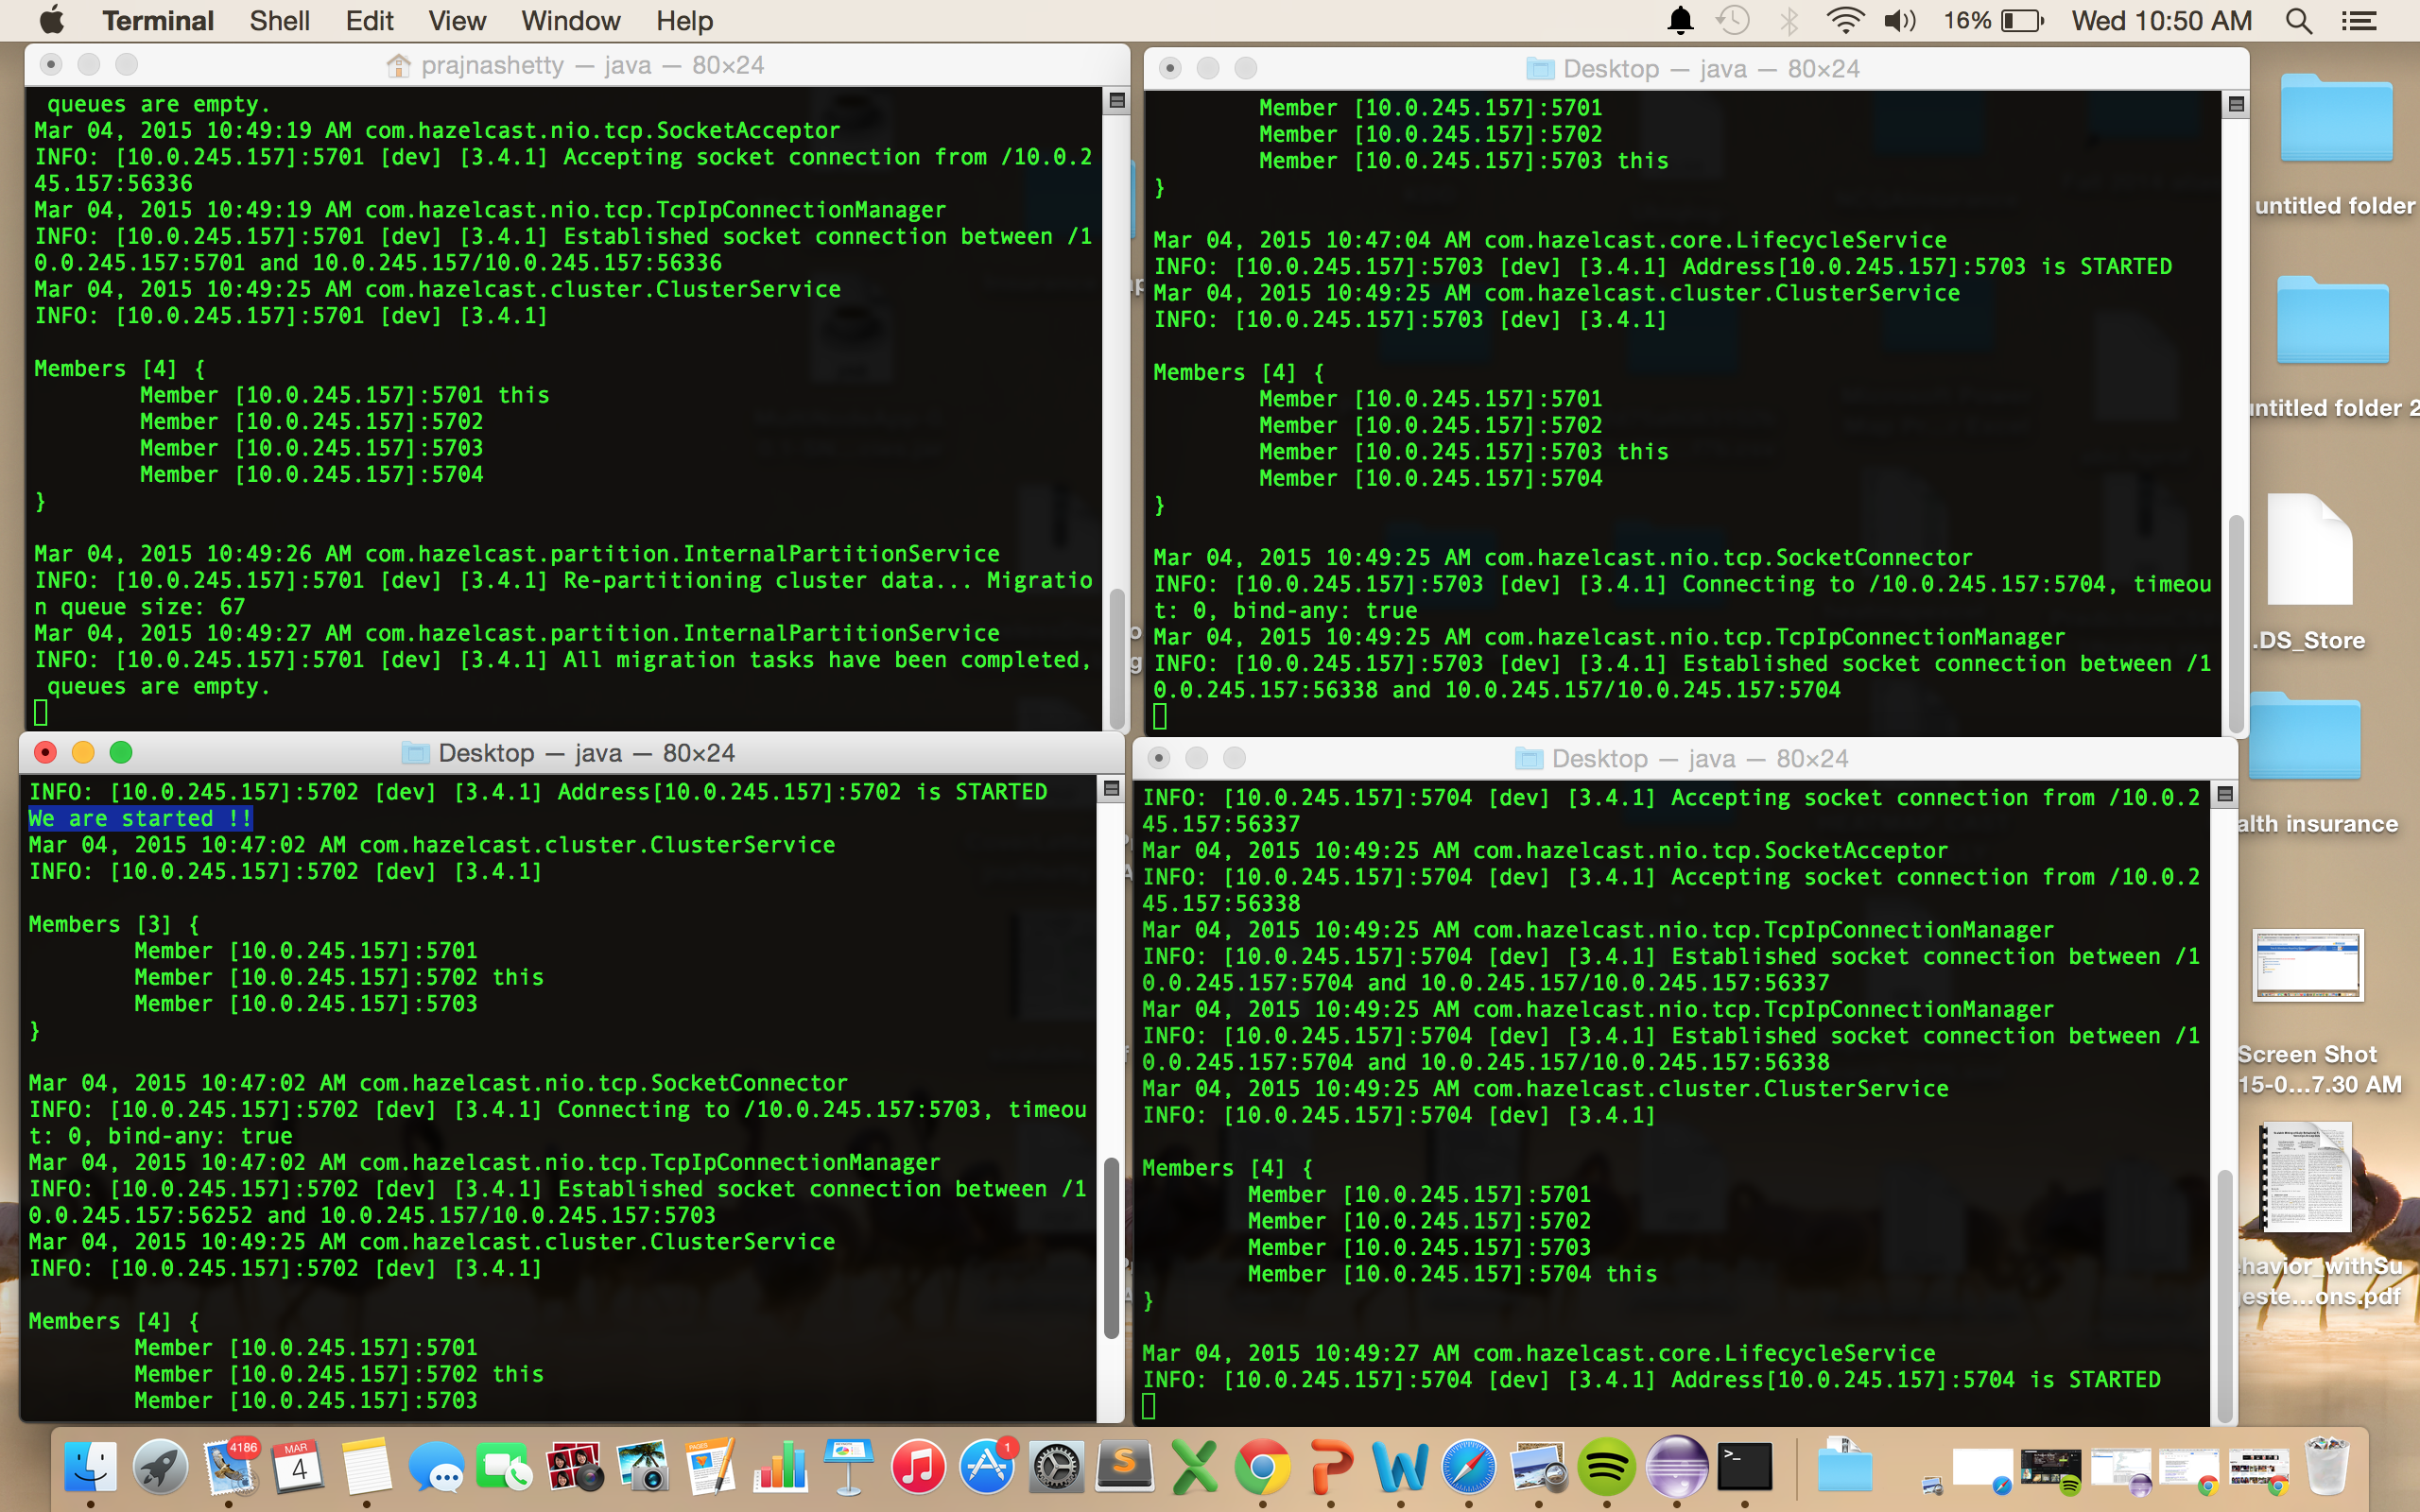 Terminal Shell Edit View Window Help 16% Wed 10:50 AM
prajnashetty — java — 80×24
queues are empty.
Mar 04, 2015 10:49:19 AM com.hazelcast.nio.tcp.SocketAcceptor
INFO: [10.0.245.157]:5701 [dev] [3.4.1] Accepting socket connection from /10.0.2
45.157:56336
Mar 04, 2015 10:49:19 AM com.hazelcast.nio.tcp.TcpIpConnectionManager
INFO: [10.0.245.157]:5701 [dev] [3.4.1] Established socket connection between /1
0.0.245.157:5701 and 10.0.245.157/10.0.245.157:56336
Mar 04, 2015 10:49:25 AM com.hazelcast.cluster.ClusterService
INFO: [10.0.245.157]:5701 [dev] [3.4.1]
Members [4] {
Member [10.0.245.157]:5701 this
Member [10.0.245.157]:5702
Member [10.0.245.157]:5703
Member [10.0.245.157]:5704
}
Mar 04, 2015 10:49:26 AM com.hazelcast.partition.InternalPartitionService
INFO: [10.0.245.157]:5701 [dev] [3.4.1] Re-partitioning cluster data... Migratio
n queue size: 67
Mar 04, 2015 10:49:27 AM com.hazelcast.partition.InternalPartitionService
INFO: [10.0.245.157]:5701 [dev] [3.4.1] All migration tasks have been completed,
queues are empty.
Desktop — java — 80×24
Member [10.0.245.157]:5701
Member [10.0.245.157]:5702
Member [10.0.245.157]:5703 this
}
Mar 04, 2015 10:47:04 AM com.hazelcast.core.LifecycleService
INFO: [10.0.245.157]:5703 [dev] [3.4.1] Address[10.0.245.157]:5703 is STARTED
Mar 04, 2015 10:49:25 AM com.hazelcast.cluster.ClusterService
INFO: [10.0.245.157]:5703 [dev] [3.4.1]
Members [4] {
Member [10.0.245.157]:5701
Member [10.0.245.157]:5702
Member [10.0.245.157]:5703 this
Member [10.0.245.157]:5704
}
Mar 04, 2015 10:49:25 AM com.hazelcast.nio.tcp.SocketConnector
INFO: [10.0.245.157]:5703 [dev] [3.4.1] Connecting to /10.0.245.157:5704, timeou
t: 0, bind-any: true
Mar 04, 2015 10:49:25 AM com.hazelcast.nio.tcp.TcpIpConnectionManager
INFO: [10.0.245.157]:5703 [dev] [3.4.1] Established socket connection between /1
0.0.245.157:56338 and 10.0.245.157/10.0.245.157:5704
Desktop — java — 80×24
INFO: [10.0.245.157]:5702 [dev] [3.4.1] Address[10.0.245.157]:5702 is STARTED
We are started !!
Mar 04, 2015 10:47:02 AM com.hazelcast.cluster.ClusterService
INFO: [10.0.245.157]:5702 [dev] [3.4.1]
Members [3] {
Member [10.0.245.157]:5701
Member [10.0.245.157]:5702 this
Member [10.0.245.157]:5703
}
Mar 04, 2015 10:47:02 AM com.hazelcast.nio.tcp.SocketConnector
INFO: [10.0.245.157]:5702 [dev] [3.4.1] Connecting to /10.0.245.157:5703, timeou
t: 0, bind-any: true
Mar 04, 2015 10:47:02 AM com.hazelcast.nio.tcp.TcpIpConnectionManager
INFO: [10.0.245.157]:5702 [dev] [3.4.1] Established socket connection between /1
0.0.245.157:56252 and 10.0.245.157/10.0.245.157:5703
Mar 04, 2015 10:49:25 AM com.hazelcast.cluster.ClusterService
INFO: [10.0.245.157]:5702 [dev] [3.4.1]
Members [4] {
Member [10.0.245.157]:5701
Member [10.0.245.157]:5702 this
Member [10.0.245.157]:5703
Desktop — java — 80×24
INFO: [10.0.245.157]:5704 [dev] [3.4.1] Accepting socket connection from /10.0.2
45.157:56337
Mar 04, 2015 10:49:25 AM com.hazelcast.nio.tcp.SocketAcceptor
INFO: [10.0.245.157]:5704 [dev] [3.4.1] Accepting socket connection from /10.0.2
45.157:56338
Mar 04, 2015 10:49:25 AM com.hazelcast.nio.tcp.TcpIpConnectionManager
INFO: [10.0.245.157]:5704 [dev] [3.4.1] Established socket connection between /1
0.0.245.157:5704 and 10.0.245.157/10.0.245.157:56337
Mar 04, 2015 10:49:25 AM com.hazelcast.nio.tcp.TcpIpConnectionManager
INFO: [10.0.245.157]:5704 [dev] [3.4.1] Established socket connection between /1
0.0.245.157:5704 and 10.0.245.157/10.0.245.157:56338
Mar 04, 2015 10:49:25 AM com.hazelcast.cluster.ClusterService
INFO: [10.0.245.157]:5704 [dev] [3.4.1]
Members [4] {
Member [10.0.245.157]:5701
Member [10.0.245.157]:5702
Member [10.0.245.157]:5703
Member [10.0.245.157]:5704 this
}
Mar 04, 2015 10:49:27 AM com.hazelcast.core.LifecycleService
INFO: [10.0.245.157]:5704 [dev] [3.4.1] Address[10.0.245.157]:5704 is STARTED
untitled folder
ntitled folder 2
.DS_Store
alth insurance
Screen Shot
15-0...7.30 AM
havior_withSu
este...ons.pdf
4186
MAR
4
PAGES
1